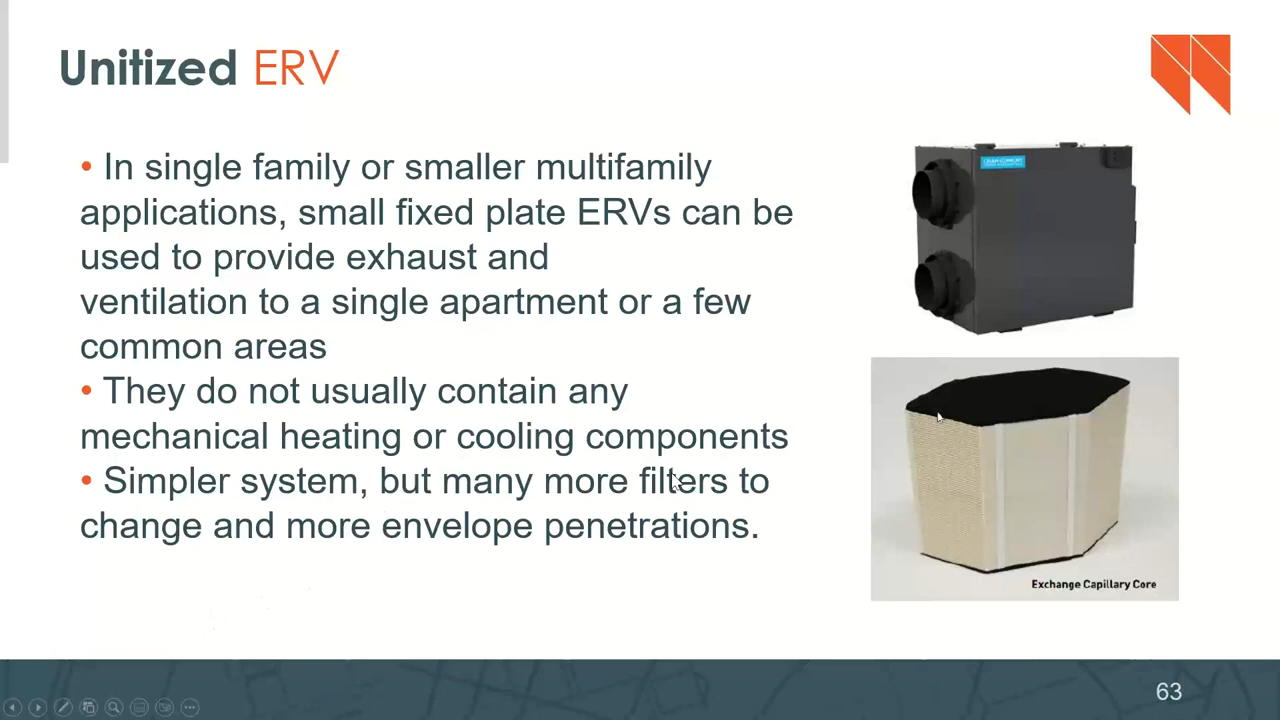 Unitized ERV
• In single family or smaller multifamily
applications, small fixed plate ERVs can be
used to provide exhaust and
ventilation to a single apartment or a few
common areas
• They do not usually contain any
mechanical heating or cooling components
• Simpler system, but many more filters to
change and more envelope penetrations.
Exchange Capillary Core
63